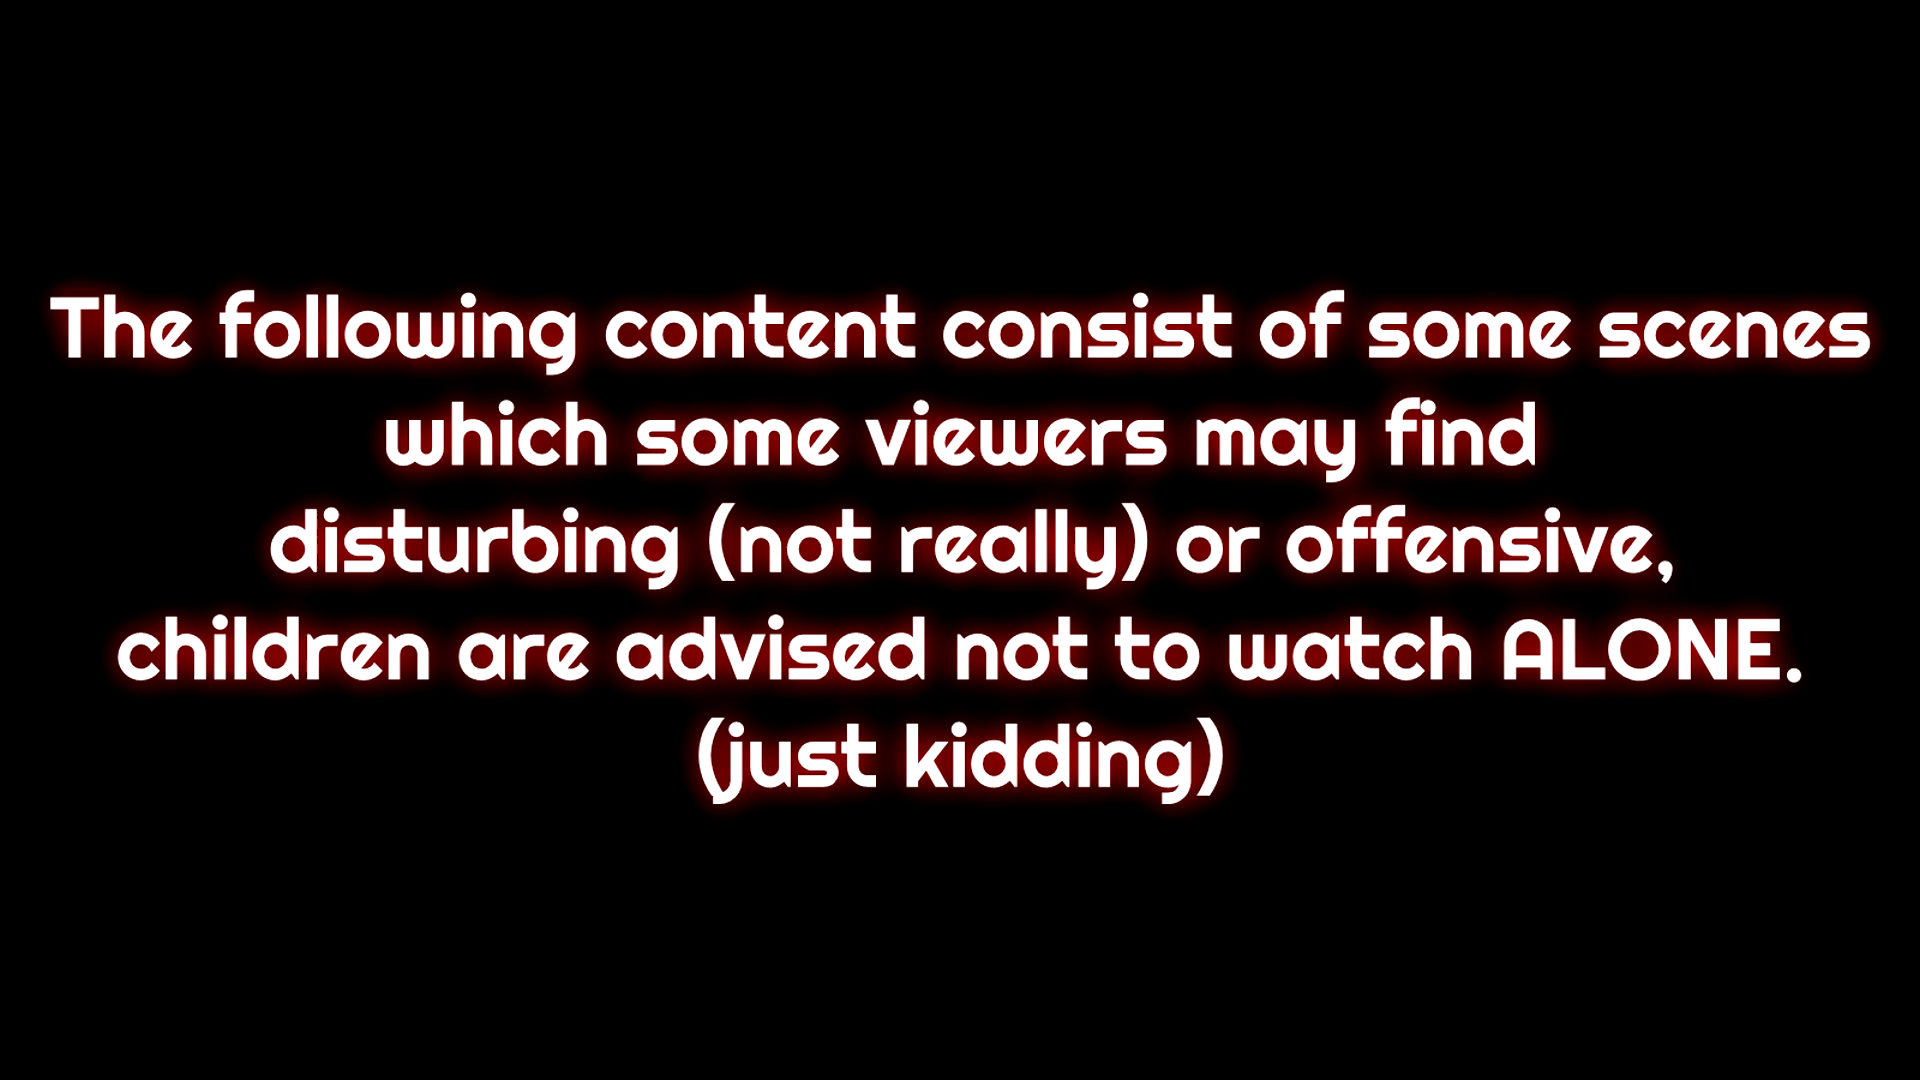 The following content consist of some scenes
which some viewers may find
disturbing (not really) or offensive,
children are advised not to watch ALONE.
(just kidding)